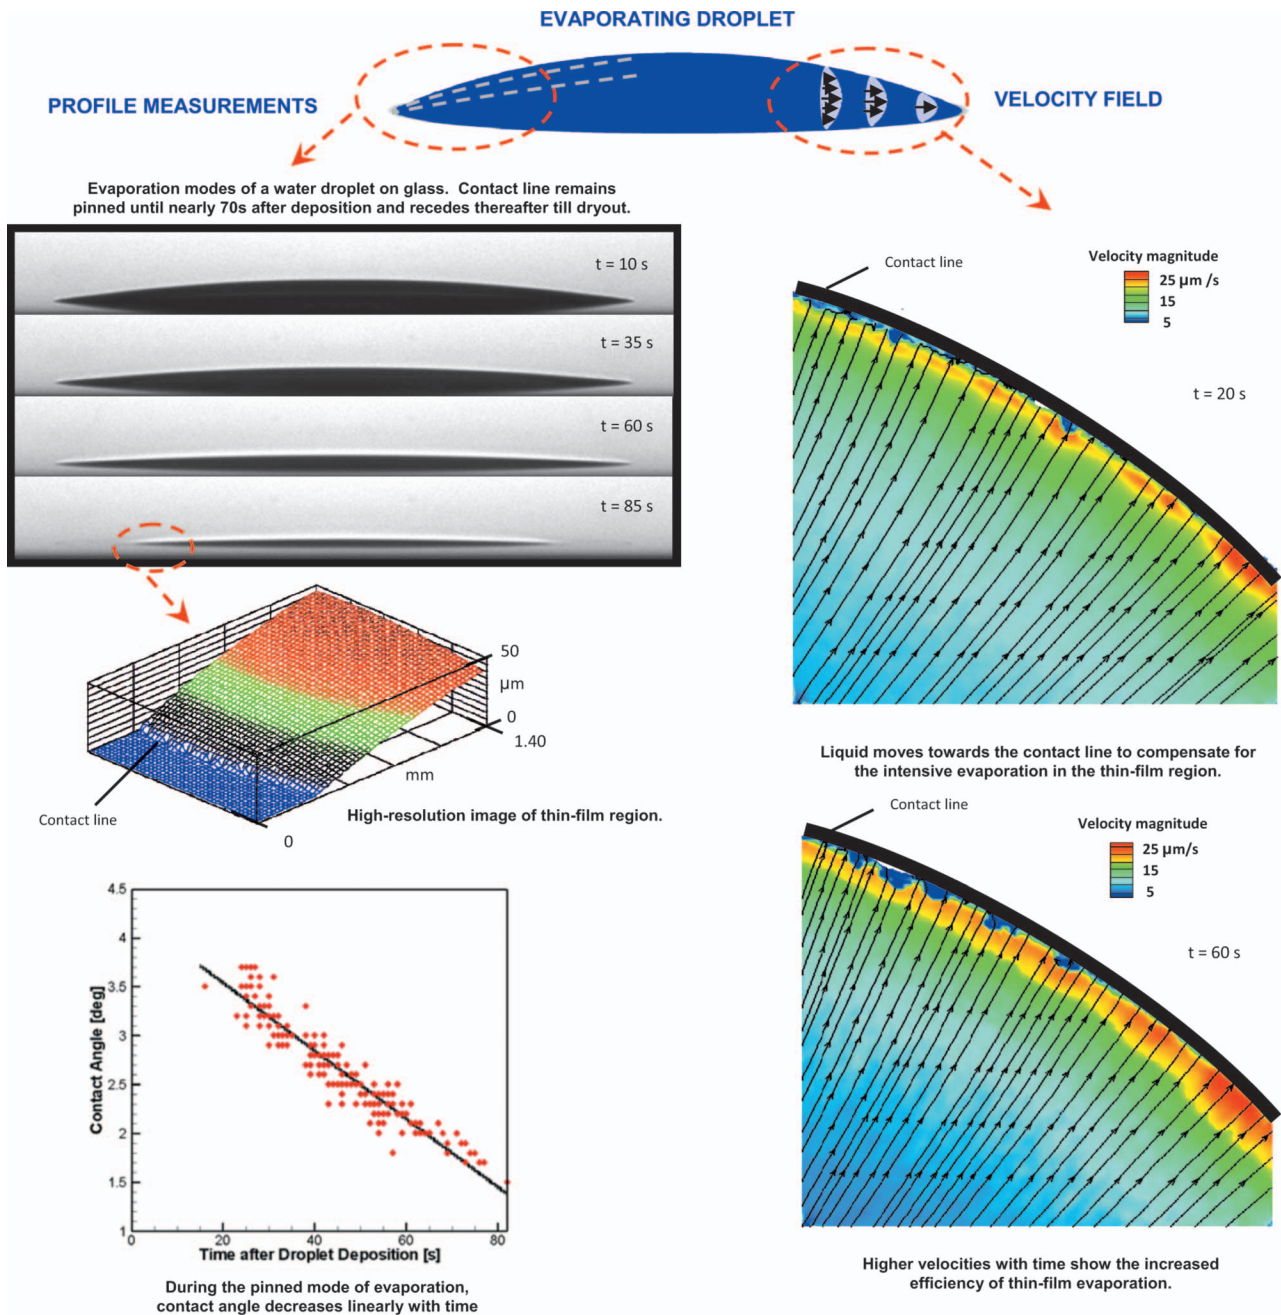 EVAPORATING DROPLET
PROFILE MEASUREMENTS
VELOCITY FIELD
Evaporation modes of a water droplet on glass. Contact line remains
pinned until nearly 70s after deposition and recedes thereafter till dryout.
t = 10 s
t = 35 s
t = 60 s
t = 85 s
50
µm
0
1.40
mm
Contact line
0
High-resolution image of thin-film region.
4.5
4
3.5
3
2.5
2
1.5
1
Contact Angle [deg]
0
20
40
60
80
Time after Droplet Deposition [s]
During the pinned mode of evaporation,
contact angle decreases linearly with time
Contact line
Velocity magnitude
25 µm /s
15
5
t = 20 s
Liquid moves towards the contact line to compensate for
the intensive evaporation in the thin-film region.
Contact line
Velocity magnitude
25 µm/s
15
5
t = 60 s
Higher velocities with time show the increased
efficiency of thin-film evaporation.